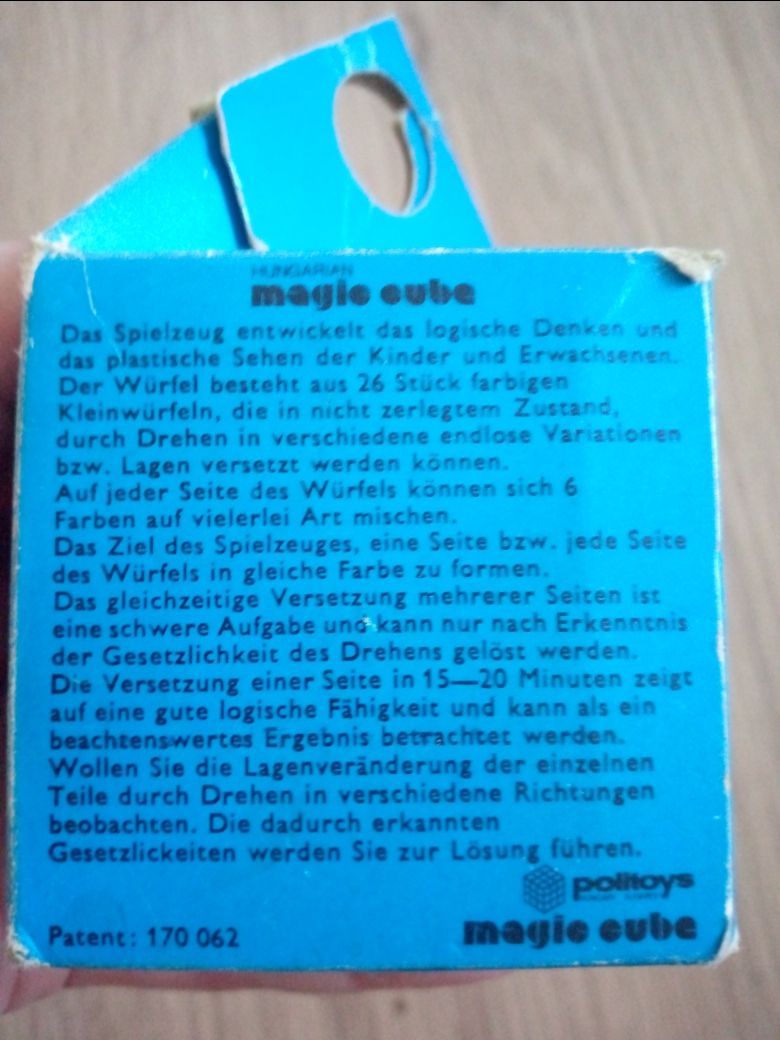 HUNGARIAN
magic cube
Das Spielzeug entwickelt das logische Denken und
das plastische Sehen der Kinder und Erwachsenen.
Der Würfel besteht aus 26 Stück farbigen
Kleinwürfeln, die in nicht zerlegtem Zustand,
durch Drehen in verschiedene endlose Variationen
bzw. Lagen versetzt werden können.
Auf jeder Seite des Würfels können sich 6
Farben auf vielerlei Art mischen.
Das Ziel des Spielzeuges, eine Seite bzw. jede Seite
des Würfels in gleiche Farbe zu formen.
Das gleichzeitige Versetzung mehrerer Seiten ist
eine schwere Aufgabe und kann nur nach Erkenntnis
der Gesetzlichkeit des Drehens gelöst werden.
Die Versetzung einer Seite in 15—20 Minuten zeigt
auf eine gute logische Fähigkeit und kann als ein
beachtenswertes Ergebnis betrachtet werden.
Wollen Sie die Lagenveränderung der einzelnen
Teile durch Drehen in verschiedene Richtungen
beobachten. Die dadurch erkannten
Gesetzlickeiten werden Sie zur Lösung führen.
politoys
Patent: 170 062
magic cube